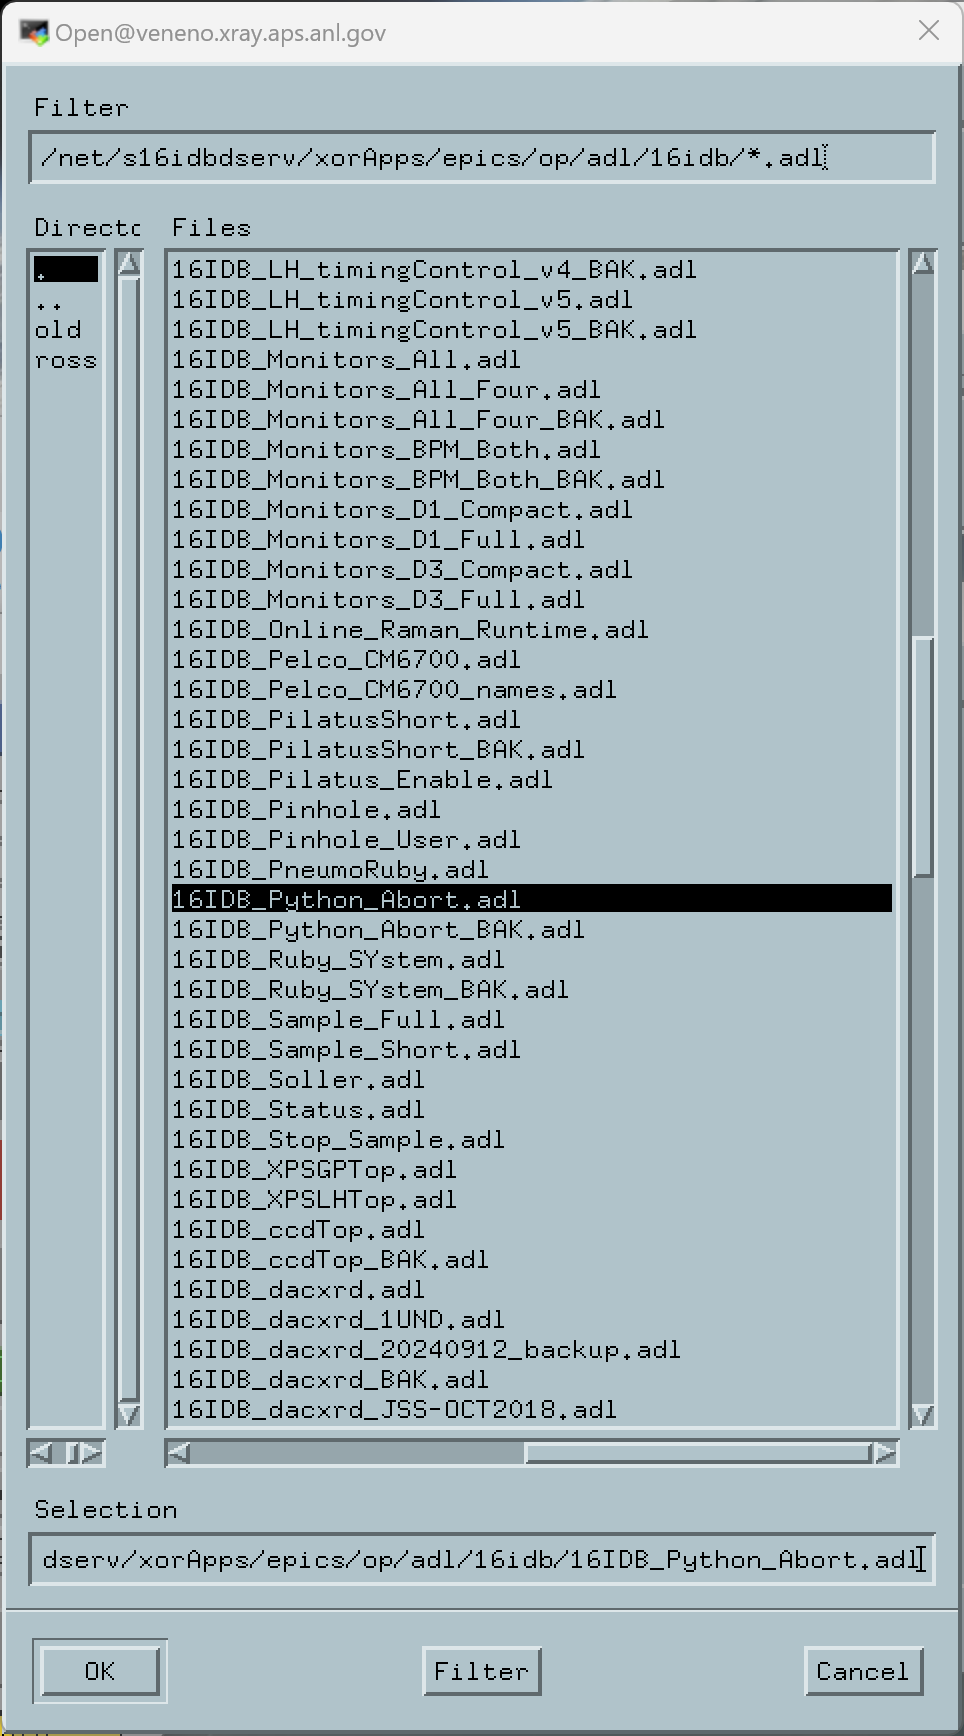 Open@veneno.xray.aps.anl.gov
Filter
/net/s16idbdserv/xorApps/epics/op/adl/16idb/*.adl
Directo
Files
.
..
old
ross
16IDB_LH_timingControl_v4_BAK.adl
16IDB_LH_timingControl_v5.adl
16IDB_LH_timingControl_v5_BAK.adl
16IDB_Monitors_All.adl
16IDB_Monitors_All_Four.adl
16IDB_Monitors_All_Four_BAK.adl
16IDB_Monitors_BPM_Both.adl
16IDB_Monitors_BPM_Both_BAK.adl
16IDB_Monitors_D1_Compact.adl
16IDB_Monitors_D1_Full.adl
16IDB_Monitors_D3_Compact.adl
16IDB_Monitors_D3_Full.adl
16IDB_Online_Raman_Runtime.adl
16IDB_Pelco_CM6700.adl
16IDB_Pelco_CM6700_names.adl
16IDB_PilatusShort.adl
16IDB_PilatusShort_BAK.adl
16IDB_Pilatus_Enable.adl
16IDB_Pinhole.adl
16IDB_Pinhole_User.adl
16IDB_PneumoRuby.adl
16IDB_Python_Abort.adl
16IDB_Python_Abort_BAK.adl
16IDB_Ruby_SYstem.adl
16IDB_Ruby_SYstem_BAK.adl
16IDB_Sample_Full.adl
16IDB_Sample_Short.adl
16IDB_Soller.adl
16IDB_Status.adl
16IDB_Stop_Sample.adl
16IDB_XPSGPTop.adl
16IDB_XPSLHTop.adl
16IDB_ccdTop.adl
16IDB_ccdTop_BAK.adl
16IDB_dacxrd.adl
16IDB_dacxrd_1UND.adl
16IDB_dacxrd_20240912_backup.adl
16IDB_dacxrd_BAK.adl
16IDB_dacxrd_JSS-OCT2018.adl
Selection
dserv/xorApps/epics/op/adl/16idb/16IDB_Python_Abort.adl
OK
Filter
Cancel